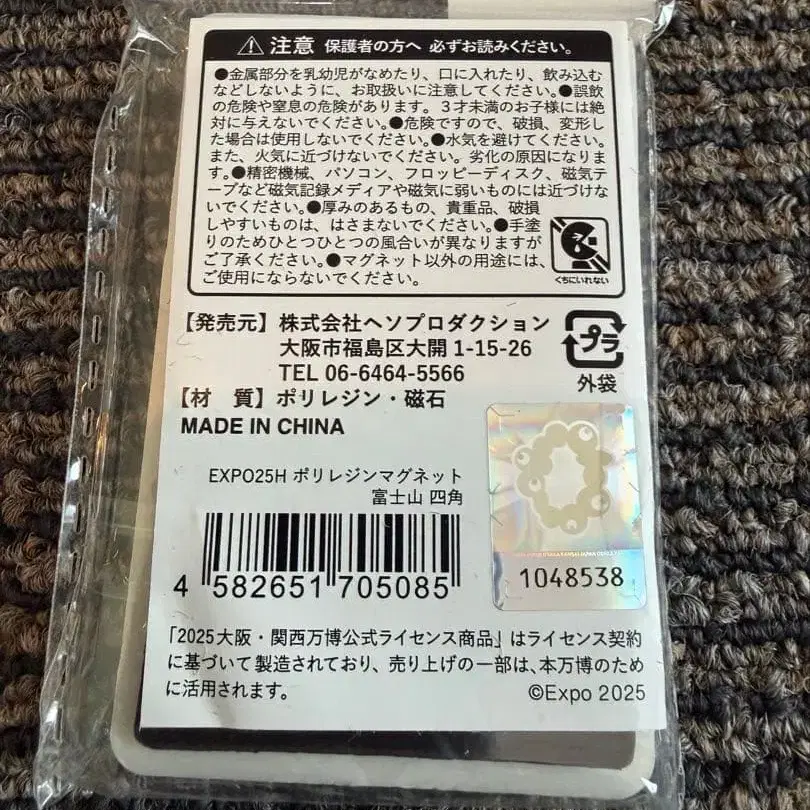 注意 保護者の方へ 必ずお読みください。
●金属部分を乳幼児がなめたり、口に入れたり、飲み込む
などしないように、お取扱いに注意してください。●誤飲
の危険や窒息の危険があります。３才未満のお子様には絶
対に与えないでください。●危険ですので、破損、変形し
た場合は使用しないでください。●水気を避けてください。
また、火気に近づけないでください。劣化の原因になりま
す。●精密機械、パソコン、フロッピーディスク、磁気テ
ープなど磁気記録メディアや磁気に弱いものには近づけな
いでください。●厚みのあるもの、貴重品、破損
しやすいものは、はさまないでください。●手塗
りのためひとつひとつの風合いが異なりますが
ご了承ください。●マグネット以外の用途には、
ご使用にならないでください。
くちにいれない
【発売元】株式会社ヘソプロダクション
大阪市福島区大開 1-15-26
TEL 06-6464-5566
プラ
外袋
【材　質】ポリレジン・磁石
MADE IN CHINA
EXPO25H ポリレジンマグネット
富士山 四角
4 582651 705085
1048538
「2025大阪・関西万博公式ライセンス商品」はライセンス契約
に基づいて製造されており、売り上げの一部は、本万博のため
に活用されます。
©Expo 2025